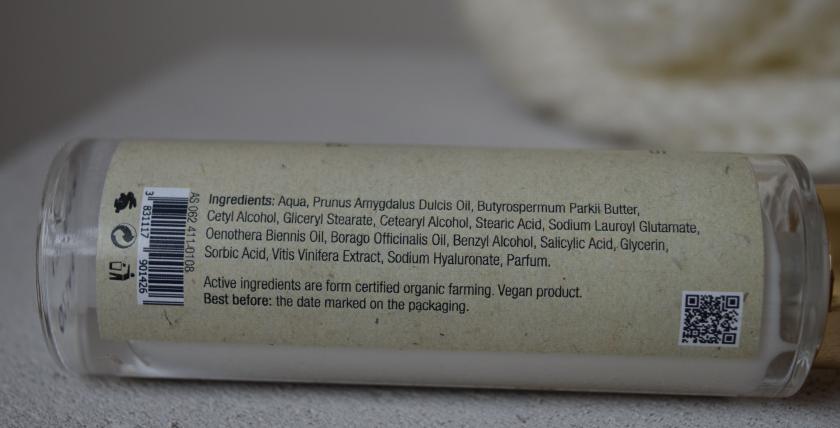 Ingredients: Aqua, Prunus Amygdalus Dulcis Oil, Butyrospermum Parkii Butter,
Cetyl Alcohol, Gliceryl Stearate, Cetearyl Alcohol, Stearic Acid, Sodium Lauroyl Glutamate,
Oenothera Biennis Oil, Borago Officinalis Oil, Benzyl Alcohol, Salicylic Acid, Glycerin,
Sorbic Acid, Vitis Vinifera Extract, Sodium Hyaluronate, Parfum.
Active ingredients are form certified organic farming. Vegan product.
Best before: the date marked on the packaging.
AS 062 411-0108
3 831117 901426